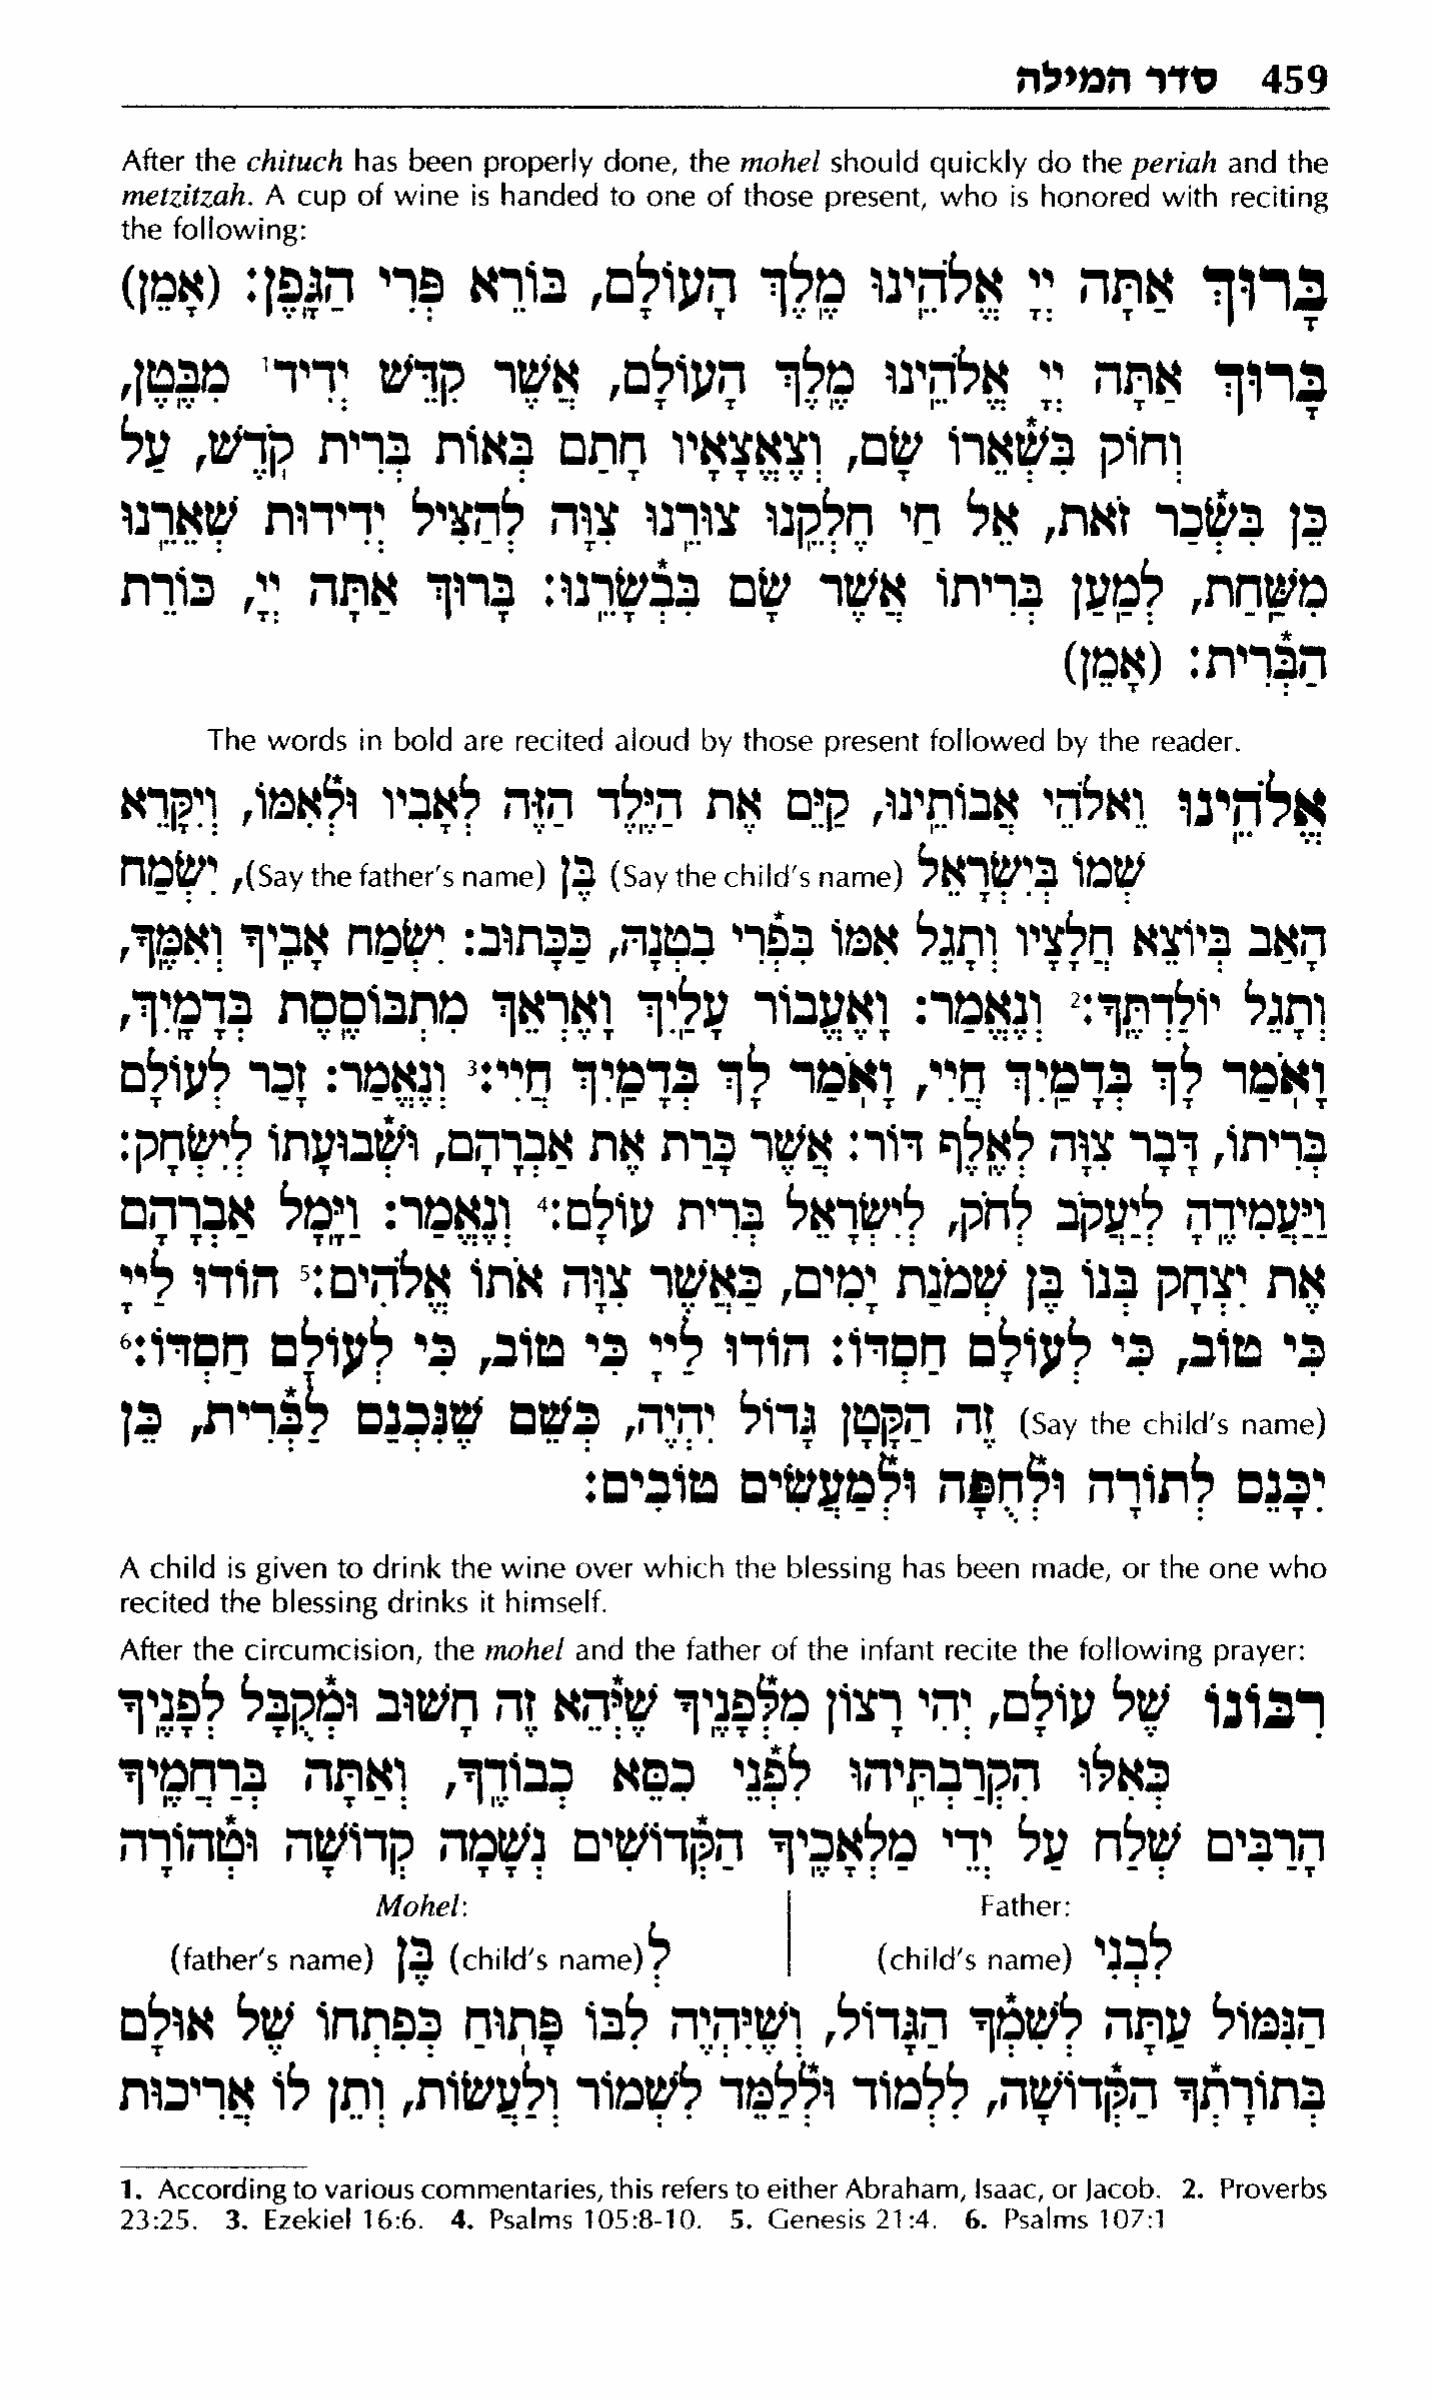 459 סדר המילה
After the chituch has been properly done, the mohel should quickly do the periah and the
metzitzah. A cup of wine is handed to one of those present, who is honored with reciting
the following:
בָּרוּךְ אַתָּה יְיָ אֱלֹהֵינוּ מֶלֶךְ הָעוֹלָם, בּוֹרֵא פְּרִי הַגָּפֶן: (אָמֵן)
בָּרוּךְ אַתָּה יְיָ אֱלֹהֵינוּ מֶלֶךְ הָעוֹלָם, אֲשֶׁר קִדֵּשׁ יְדִיד¹ מִבֶּטֶן,
וְחוֹק בִּשְׁ֯אֵרוֹ שָׂם, וְצֶאֱצָאָיו חָתַם בְּאוֹת בְּרִית קֹדֶשׁ, עַל
כֵּן בִּשְׂ֯כַר זֹאת, אֵל חַי חֶלְקֵנוּ צוּרֵנוּ צִוָּה לְהַצִּיל יְדִידוּת שְׁאֵרֵנוּ
מִשַּׁחַת, לְמַעַן בְּרִיתוֹ אֲשֶׁר שָׂם בִּבְ֯שָׂרֵנוּ: בָּרוּךְ אַתָּה יְיָ, כּוֹרֵת
הַבְּ֯רִית: (אָמֵן)
The words in bold are recited aloud by those present followed by the reader.
אֱלֹהֵינוּ וֵאלֹהֵי אֲבוֹתֵינוּ, קַיֵּם אֶת הַיֶּלֶד הַזֶּה לְאָבִיו וּלְ֯אִמּוֹ, וְיִקָּרֵא
שְׁמוֹ בְּיִשְׂרָאֵל (Say the child's name) בֶּן (Say the father's name), יִשְׂמַח
הָאַב בְּיוֹצֵא חֲלָצָיו וְתָגֵל אִמּוֹ בִּפְ֯רִי בִטְנָהּ, כַּכָּתוּב: יִשְׂמַח אָבִיךָ וְאִמֶּךָ,
וְתָגֵל יוֹלַדְתֶּךָ:² וְנֶאֱמַר: וָאֶעֱבוֹר עָלַיִךְ וָאֶרְאֵךְ מִתְבּוֹסֶסֶת בְּדָמָיִךְ,
וָאֹמַר לָךְ בְּדָמַיִךְ חֲיִי, וָאֹמַר לָךְ בְּדָמַיִךְ חֲיִי:³ וְנֶאֱמַר: זָכַר לְעוֹלָם
בְּרִיתוֹ, דָּבָר צִוָּה לְאֶלֶף דּוֹר: אֲשֶׁר כָּרַת אֶת אַבְרָהָם, וּשְׁ֯בוּעָתוֹ לְיִשְׂחָק:
וַיַּעֲמִידֶהָ לְיַעֲקֹב לְחֹק, לְיִשְׂרָאֵל בְּרִית עוֹלָם:⁴ וְנֶאֱמַר: וַיָּמָל אַבְרָהָם
אֶת יִצְחָק בְּנוֹ בֶּן שְׁמֹנַת יָמִים, כַּאֲשֶׁר צִוָּה אֹתוֹ אֱלֹהִים:⁵ הוֹדוּ לַייָ
כִּי טוֹב, כִּי לְעוֹלָם חַסְדּוֹ: הוֹדוּ לַייָ כִּי טוֹב, כִּי לְעוֹלָם חַסְדּוֹ:⁶
(Say the child's name) זֶה הַקָּטָן גָּדוֹל יִהְיֶה, כְּשֵׁם שֶׁנִּכְנַס לַבְּ֯רִית, כֵּן
יִכָּנֵס לְתוֹרָה וּלְ֯חֻפָּה וּלְ֯מַעֲשִׂים טוֹבִים:
A child is given to drink the wine over which the blessing has been made, or the one who
recited the blessing drinks it himself.
After the circumcision, the mohel and the father of the infant recite the following prayer:
רִבּוֹנוֹ שֶׁל עוֹלָם, יְהִי רָצוֹן מִלְּ֯פָנֶיךָ שֶׁיְּ֯הֵא זֶה חָשׁוּב וּמְ֯קֻבָּל לְפָנֶיךָ
כְּאִלּוּ הִקְרַבְתִּיהוּ לִפְ֯נֵי כִסֵּא כְבוֹדֶךָ, וְאַתָּה בְּרַחֲמֶיךָ
הָרַבִּים שְׁלַח עַל יְדֵי מַלְאָכֶיךָ הַקְּ֯דוֹשִׁים נְשָׁמָה קְדוֹשָׁה וּטְ֯הוֹרָה
Father:
לִבְנִי (child's name)
Mohel:
לְ(child's name) בֶּן (father's name)
הַנִּמּוֹל עַתָּה לְשִׁמְ֯ךָ הַגָּדוֹל, וְשֶׁיִּהְיֶה לִבּוֹ פָּתוּחַ כְּפִתְחוֹ שֶׁל אוּלָם
בְּתוֹרָתְ֯ךָ הַקְּ֯דוֹשָׁה, לִלְמוֹד וּלְ֯לַמֵּד לִשְׁמוֹר וְלַעֲשׂוֹת, וְתֵן לוֹ אֲרִיכוּת
1. According to various commentaries, this refers to either Abraham, Isaac, or Jacob. 2. Proverbs
23:25. 3. Ezekiel 16:6. 4. Psalms 105:8-10. 5. Genesis 21:4. 6. Psalms 107:1